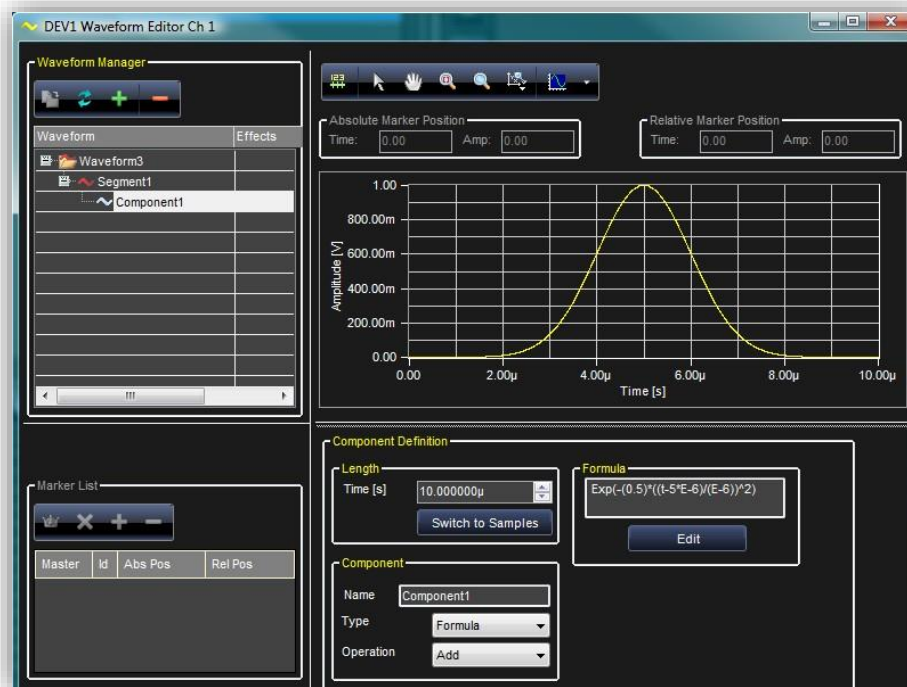 DEV1 Waveform Editor Ch 1
Waveform Manager
Waveform Effects
Waveform3
Segment1
Component1
Marker List
Master Id Abs Pos Rel Pos
123
Absolute Marker Position
Time: 0.00 Amp: 0.00
Relative Marker Position
Time: 0.00 Amp: 0.00
Amplitude [V]
1.00
800.00m
600.00m
400.00m
200.00m
0.00
0.00 2.00µ 4.00µ 6.00µ 8.00µ 10.00µ
Time [s]
Component Definition
Length
Time [s] 10.000000µ
Switch to Samples
Formula
Exp(-(0.5)*((t-5*E-6)/(E-6))^2)
Edit
Component
Name Component1
Type Formula
Operation Add